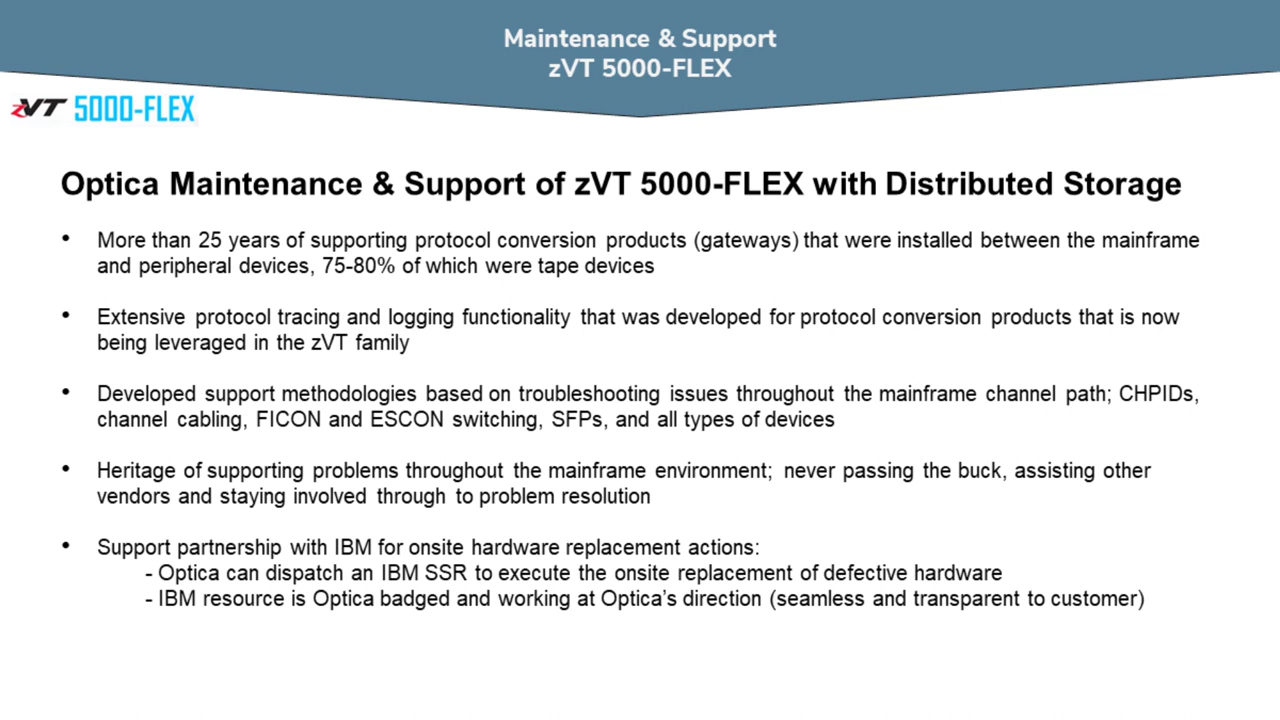 Maintenance & Support
zVT 5000-FLEX
zVT 5000-FLEX
Optica Maintenance & Support of zVT 5000-FLEX with Distributed Storage
• More than 25 years of supporting protocol conversion products (gateways) that were installed between the mainframe
and peripheral devices, 75-80% of which were tape devices
• Extensive protocol tracing and logging functionality that was developed for protocol conversion products that is now
being leveraged in the zVT family
• Developed support methodologies based on troubleshooting issues throughout the mainframe channel path; CHPIDs,
channel cabling, FICON and ESCON switching, SFPs, and all types of devices
• Heritage of supporting problems throughout the mainframe environment; never passing the buck, assisting other
vendors and staying involved through to problem resolution
• Support partnership with IBM for onsite hardware replacement actions:
- Optica can dispatch an IBM SSR to execute the onsite replacement of defective hardware
- IBM resource is Optica badged and working at Optica’s direction (seamless and transparent to customer)